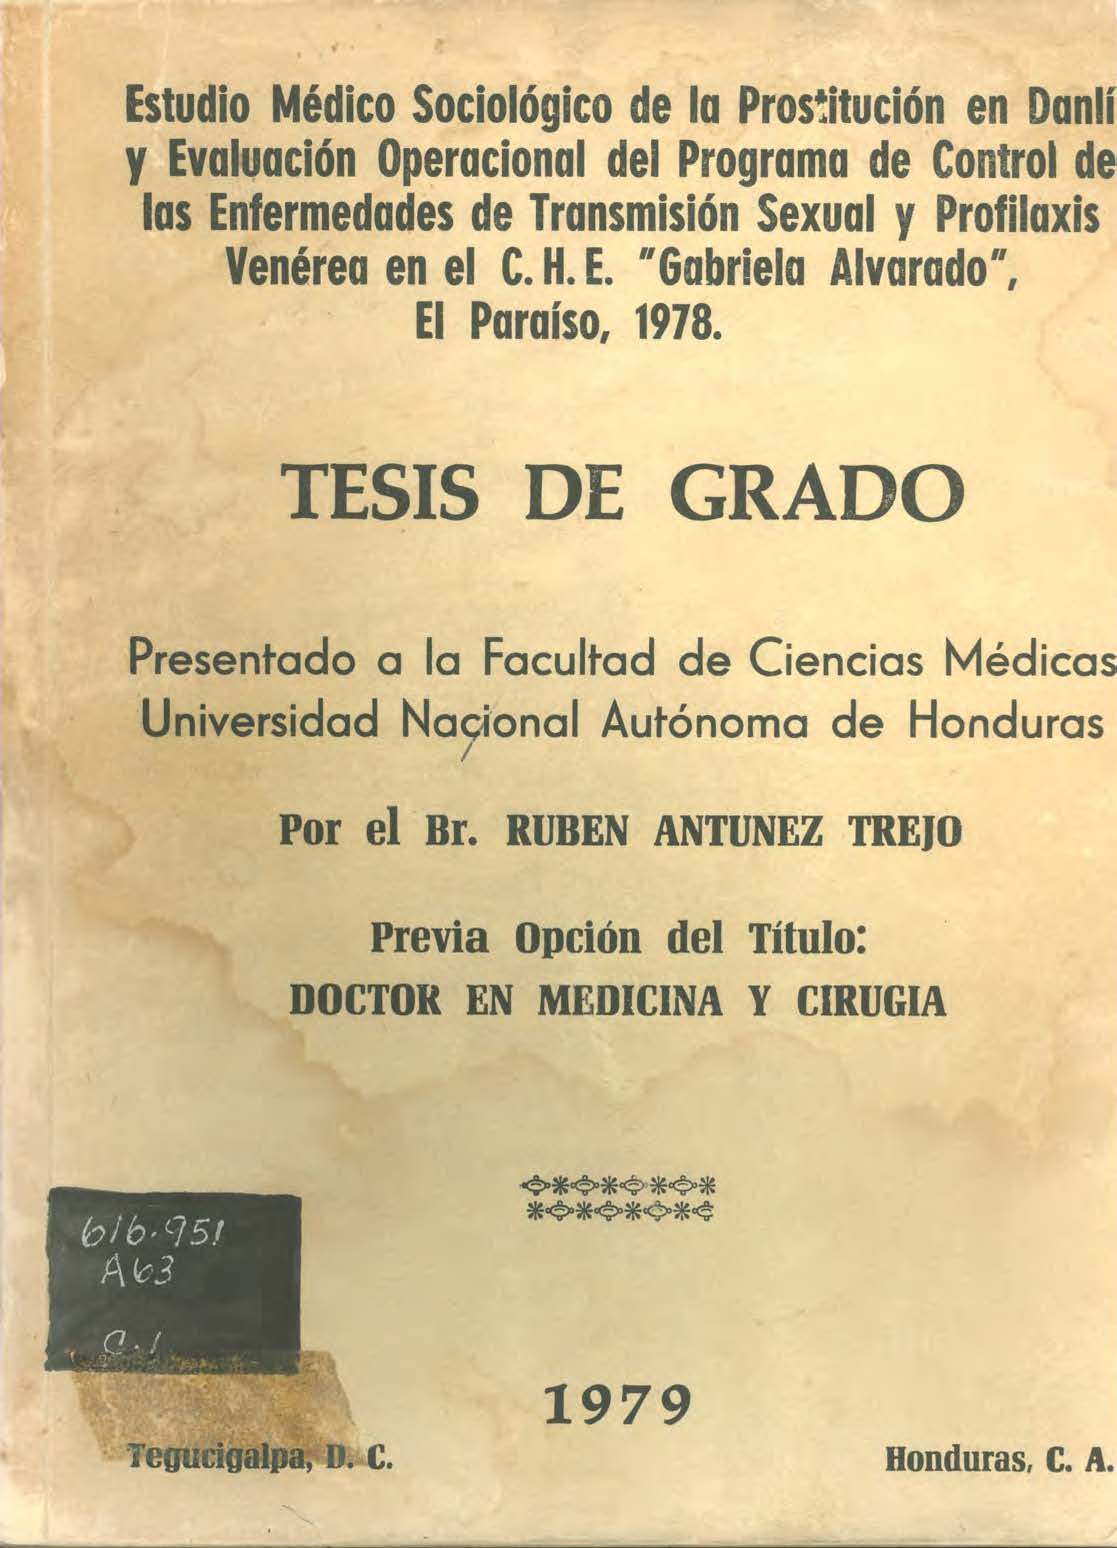 Estudio Médico Sociológico de la Prostitución en Danlí
y Evaluación Operacional del Programa de Control de
las Enfermedades de Transmisión Sexual y Profilaxis
Venérea en el C. H. E. "Gabriela Alvarado",
El Paraíso, 1978.
TESIS DE GRADO
Presentado a la Facultad de Ciencias Médicas
Universidad Nacional Autónoma de Honduras
Por el Br. RUBEN ANTUNEZ TREJO
Previa Opción del Título:
DOCTOR EN MEDICINA Y CIRUGIA
616.951
A63
C.1
1979
Tegucigalpa, D. C. Honduras, C. A.